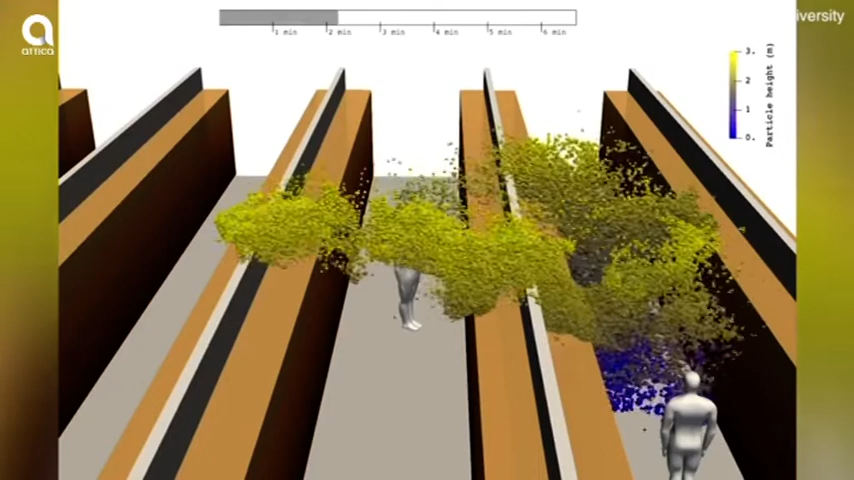 attica
iversity
1 min
2 min
3 min
4 min
5 min
6 min
3.
2
1
0.
Particle height (m)